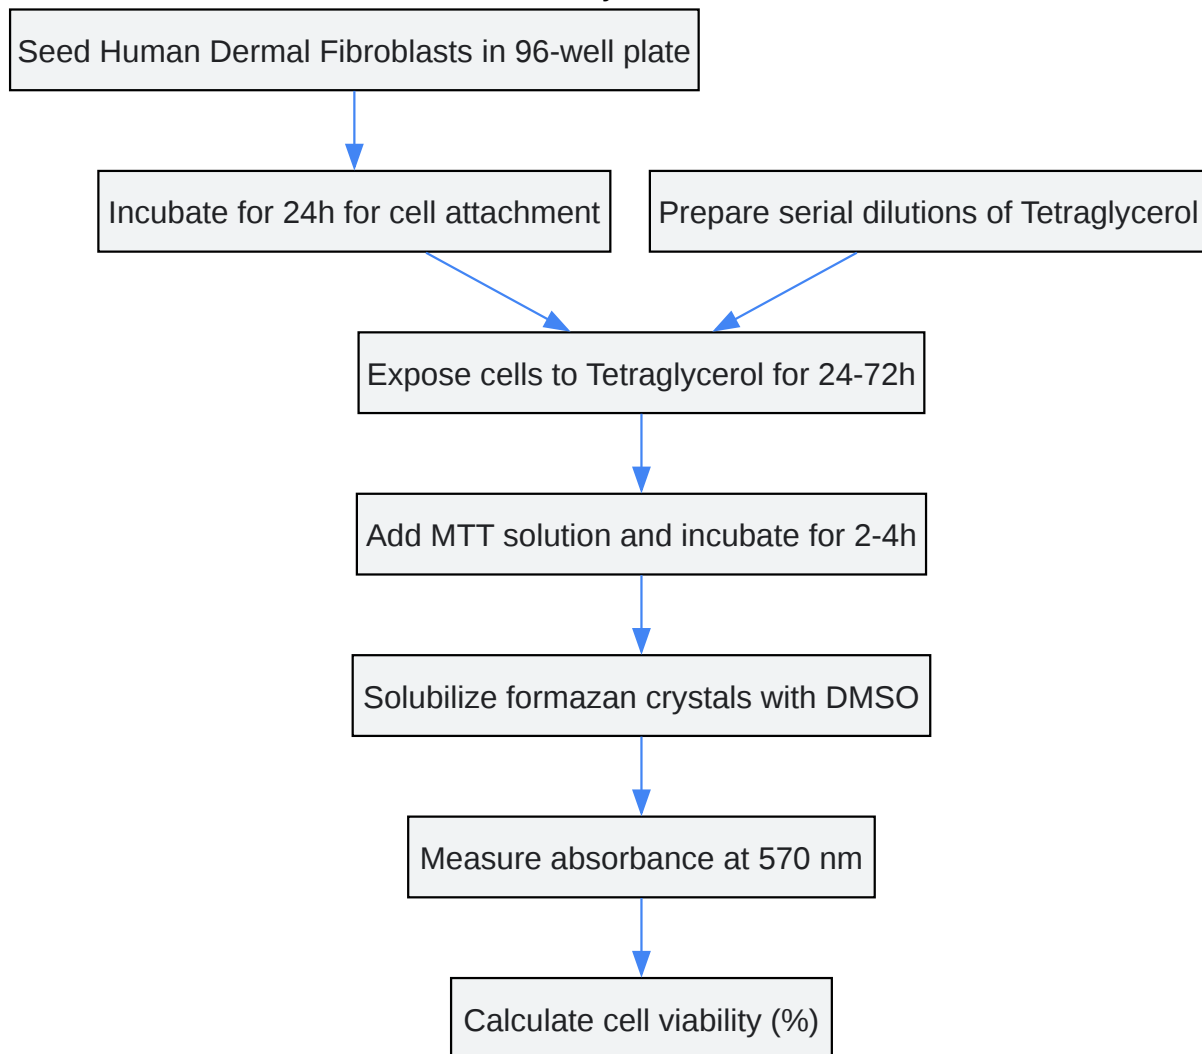 Seed Human Dermal Fibroblasts in 96-well plate
Incubate for 24h for cell attachment
Prepare serial dilutions of Tetraglycerol
Expose cells to Tetraglycerol for 24-72h
Add MTT solution and incubate for 2-4h
Solubilize formazan crystals with DMSO
Measure absorbance at 570 nm
Calculate cell viability (%)